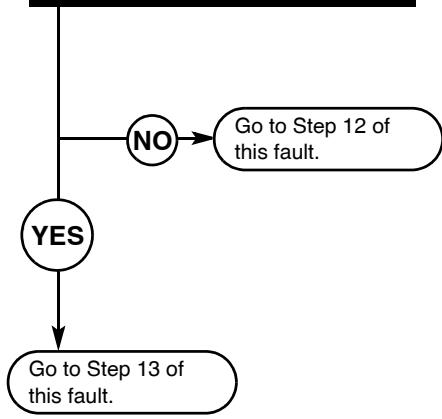 NO
Go to Step 12 of
this fault.
YES
Go to Step 13 of
this fault.